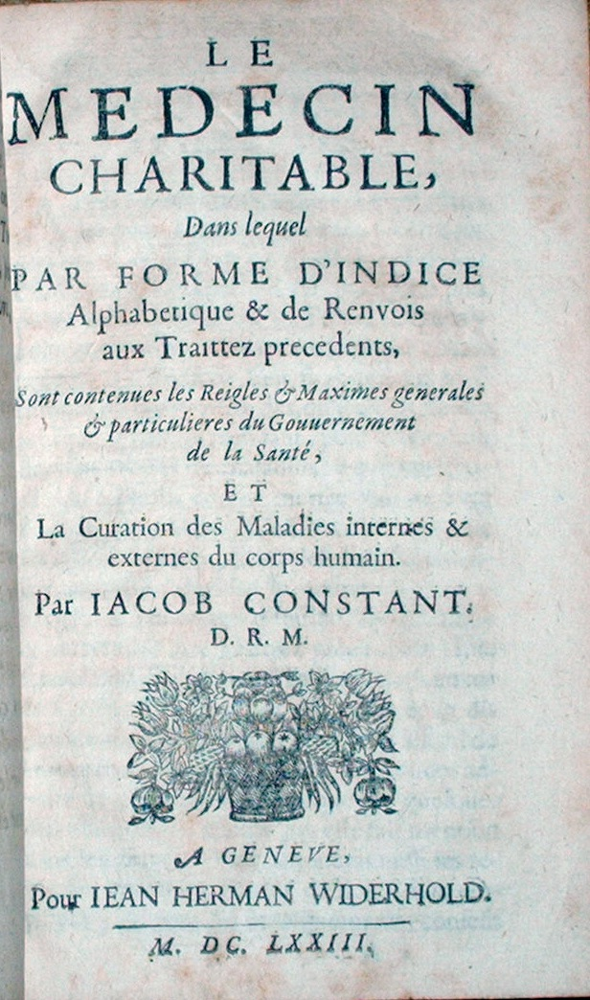 LE
MEDECIN
CHARITABLE,
Dans lequel
PAR FORME D'INDICE
Alphabetique & de Renvois
aux Traittez precedents,
Sont contenues les Reigles & Maximes generales
& particulieres du Gouuernement
de la Santé,
ET
La Curation des Maladies internes &
externes du corps humain.
Par IACOB CONSTANT.
D. R. M.
A GENEVE,
Pour IEAN HERMAN WIDERHOLD.
M. DC. LXXIII.